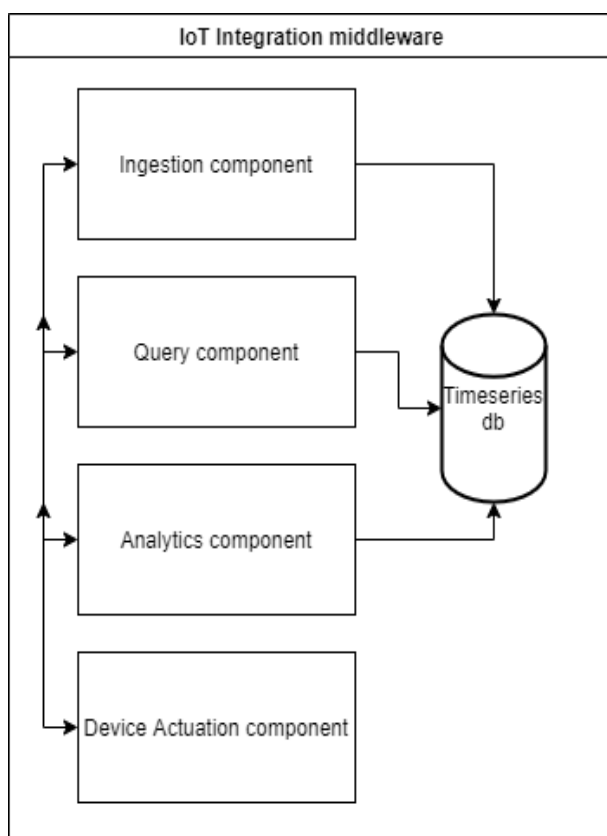 IoT Integration middleware
Ingestion component
Query component
Timeseries
db
Analytics component
Device Actuation component